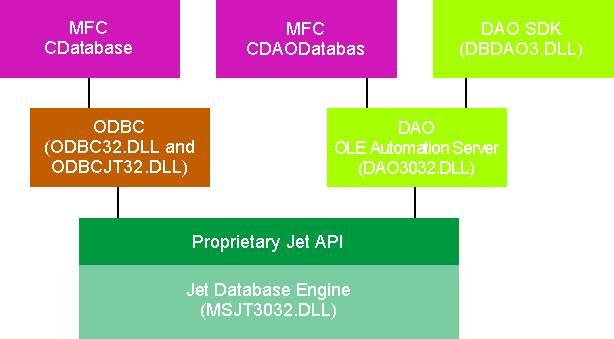 MFC
CDatabase
MFC
CDAODatabas
DAO SDK
(DBDAO3.DLL)
ODBC
(ODBC32.DLL and
ODBCJT32.DLL)
DAO
OLE Automation Server
(DAO3032.DLL)
Proprietary Jet API
Jet Database Engine
(MSJT3032.DLL)